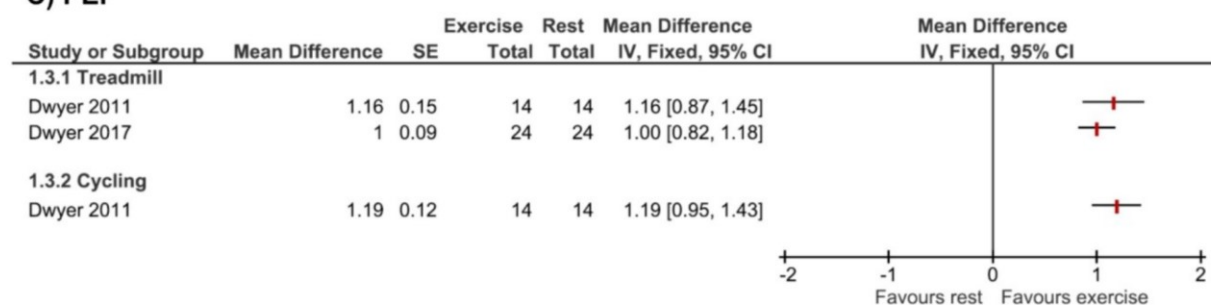 Exercise Rest Mean Difference Mean Difference
Study or Subgroup Mean Difference SE Total Total IV, Fixed, 95% CI IV, Fixed, 95% CI
1.3.1 Treadmill
Dwyer 2011 1.16 0.15 14 14 1.16 [0.87, 1.45]
Dwyer 2017 1 0.09 24 24 1.00 [0.82, 1.18]
1.3.2 Cycling
Dwyer 2011 1.19 0.12 14 14 1.19 [0.95, 1.43]
-2 -1 0 1 2
Favours rest Favours exercise